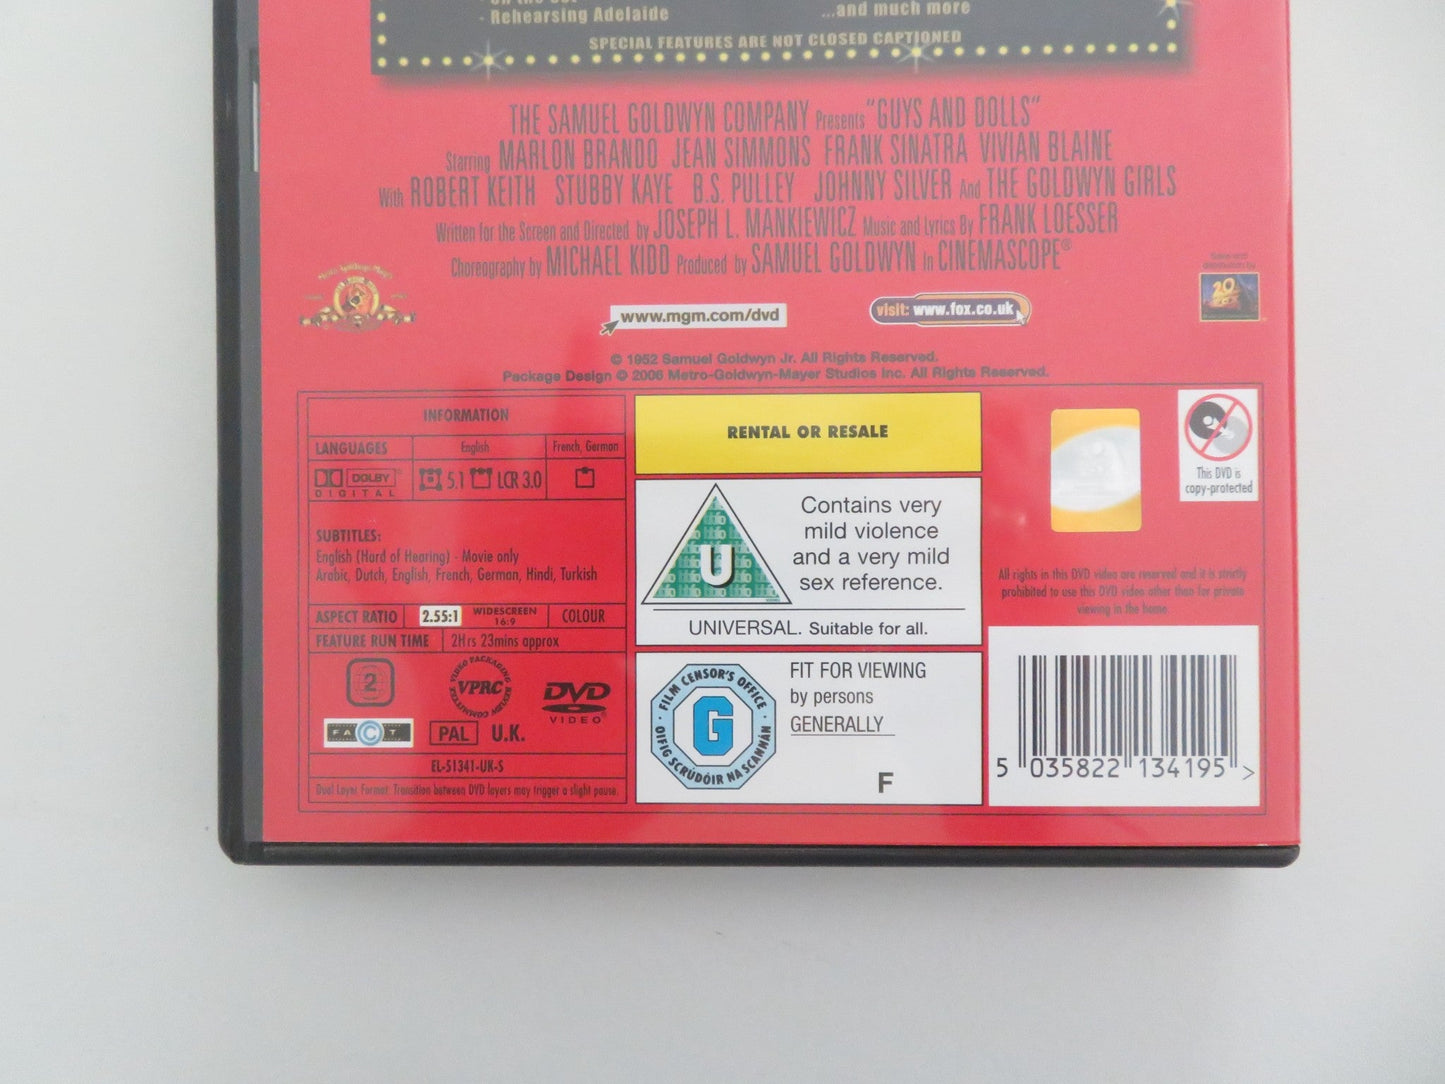 - Rehearsing Adelaide
...and much more
SPECIAL FEATURES ARE NOT CLOSED CAPTIONED
THE SAMUEL GOLDWYN COMPANY Presents "GUYS AND DOLLS"
Starring MARLON BRANDO JEAN SIMMONS FRANK SINATRA VIVIAN BLAINE
With ROBERT KEITH STUBBY KAYE B.S. PULLEY JOHNNY SILVER And THE GOLDWYN GIRLS
Written for the Screen and Directed by JOSEPH L. MANKIEWICZ Music and Lyrics By FRANK LOESSER
Choreography by MICHAEL KIDD Produced by SAMUEL GOLDWYN In CINEMASCOPE®
www.mgm.com/dvd
visit: www.fox.co.uk
20
© 1952 Samuel Goldwyn Jr. All Rights Reserved.
Package Design © 2006 Metro-Goldwyn-Mayer Studios Inc. All Rights Reserved.
INFORMATION
LANGUAGES English French, German
DOLBY DIGITAL 5.1 LCR 3.0
SUBTITLES:
English (Hard of Hearing) - Movie only
Arabic, Dutch, English, French, German, Hindi, Turkish
ASPECT RATIO 2.55:1 WIDESCREEN 16:9 COLOUR
FEATURE RUN TIME 2Hrs 23mins approx
2
VIDEO PACKAGING REVIEW COMMITTEE
VPRC
DVD
VIDEO
FACT
PAL U.K.
EL-51341-UK-S
Dual Layer Format: Transition between DVD layers may trigger a slight pause.
RENTAL OR RESALE
U
Contains very
mild violence
and a very mild
sex reference.
UNIVERSAL. Suitable for all.
FILM CENSOR'S OFFICE
OIFIG SCRÚDÓIR NA SCANNÁN
G
FIT FOR VIEWING
by persons
GENERALLY
F
This DVD is
copy-protected
All rights in this DVD video are reserved and it is strictly
prohibited to use this DVD video other than for private
viewing in the home.
5 035822 134195 >